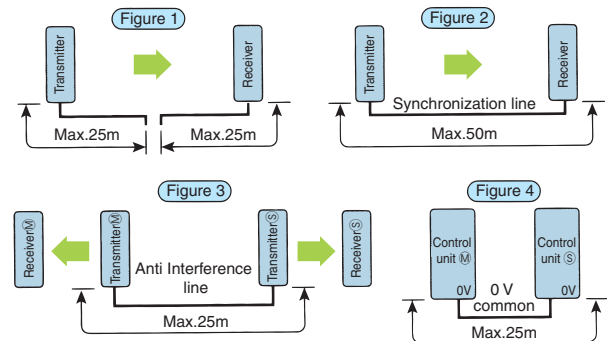 Figure 1
Transmitter
Receiver
Max.25m
Max.25m
Figure 2
Transmitter
Receiver
Synchronization line
Max.50m
Figure 3
ReceiverⓂ
TransmitterⓂ
TransmitterⓈ
ReceiverⓈ
Anti Interference
line
Max.25m
Figure 4
Control
unit Ⓜ
0V
Control
unit Ⓢ
0V
0 V
common
Max.25m